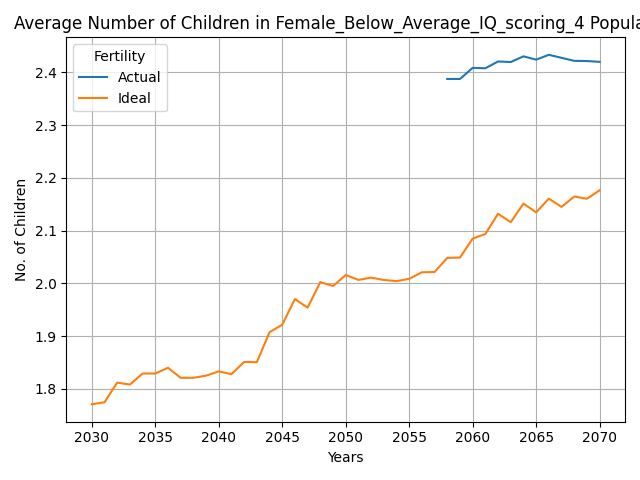 Average Number of Children in Female_Below_Average_IQ_scoring_4 Popula
Fertility
Actual
Ideal
No. of Children
2.4
2.3
2.2
2.1
2.0
1.9
1.8
2030 2035 2040 2045 2050 2055 2060 2065 2070
Years